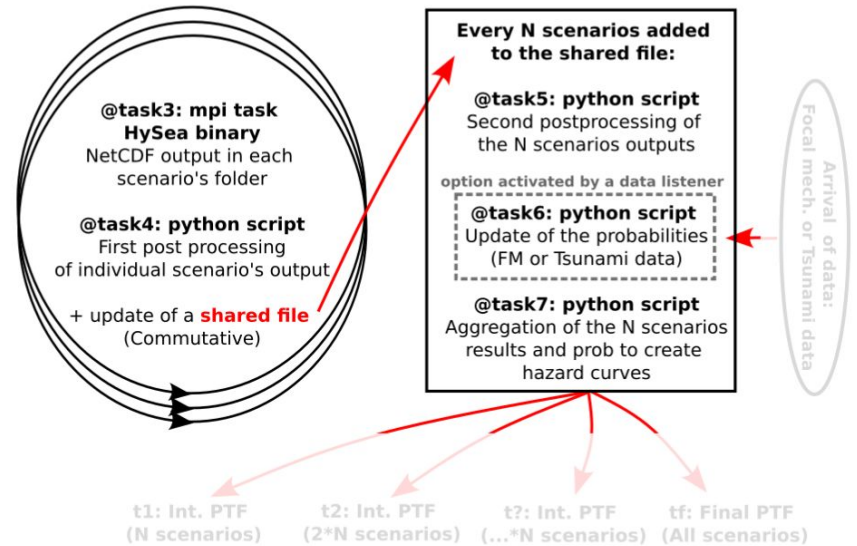 @task3: mpi task
HySea binary
NetCDF output in each
scenario's folder
@task4: python script
First post processing
of individual scenario's output
+ update of a shared file
(Commutative)
Every N scenarios added
to the shared file:
@task5: python script
Second postprocessing of
the N scenarios outputs
option activated by a data listener
@task6: python script
Update of the probabilities
(FM or Tsunami data)
@task7: python script
Aggregation of the N scenarios
results and prob to create
hazard curves
Arrival of data:
Focal mech. or Tsunami data
t1: Int. PTF
(N scenarios)
t2: Int. PTF
(2*N scenarios)
t?: Int. PTF
(...*N scenarios)
tf: Final PTF
(All scenarios)